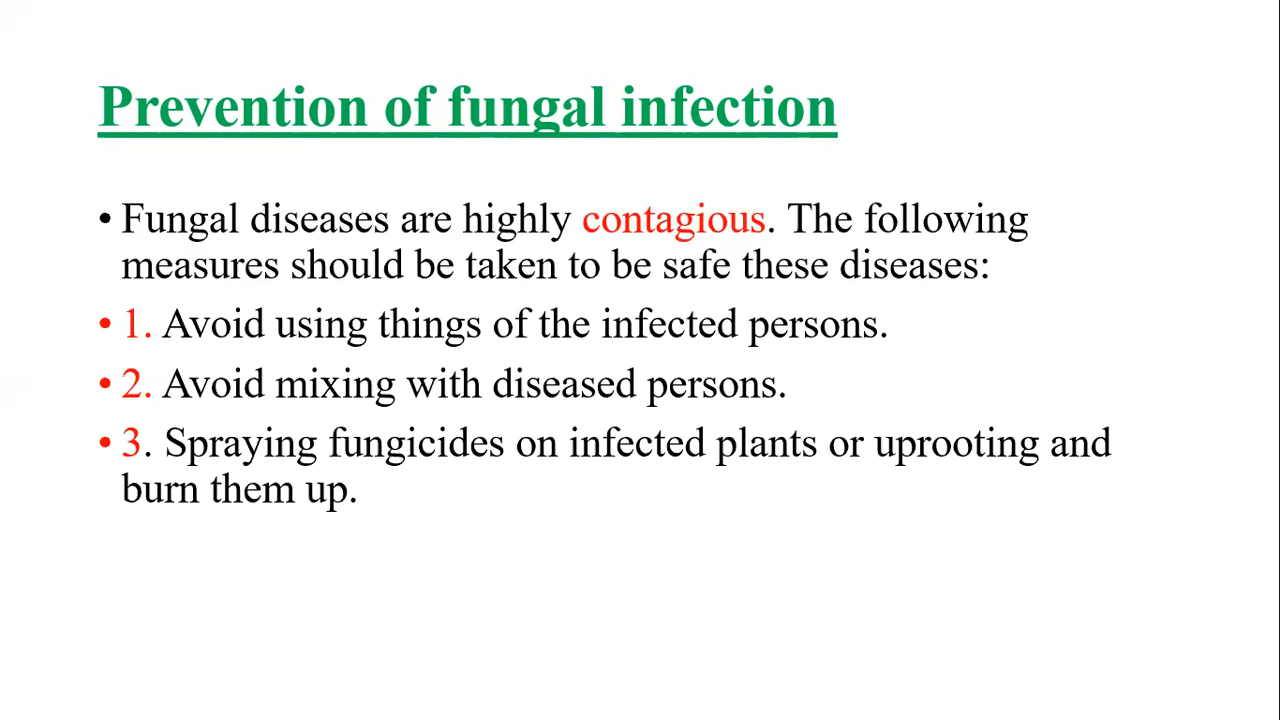 Prevention of fungal infection
• Fungal diseases are highly contagious. The following
measures should be taken to be safe these diseases:
• 1. Avoid using things of the infected persons.
• 2. Avoid mixing with diseased persons.
• 3. Spraying fungicides on infected plants or uprooting and
burn them up.